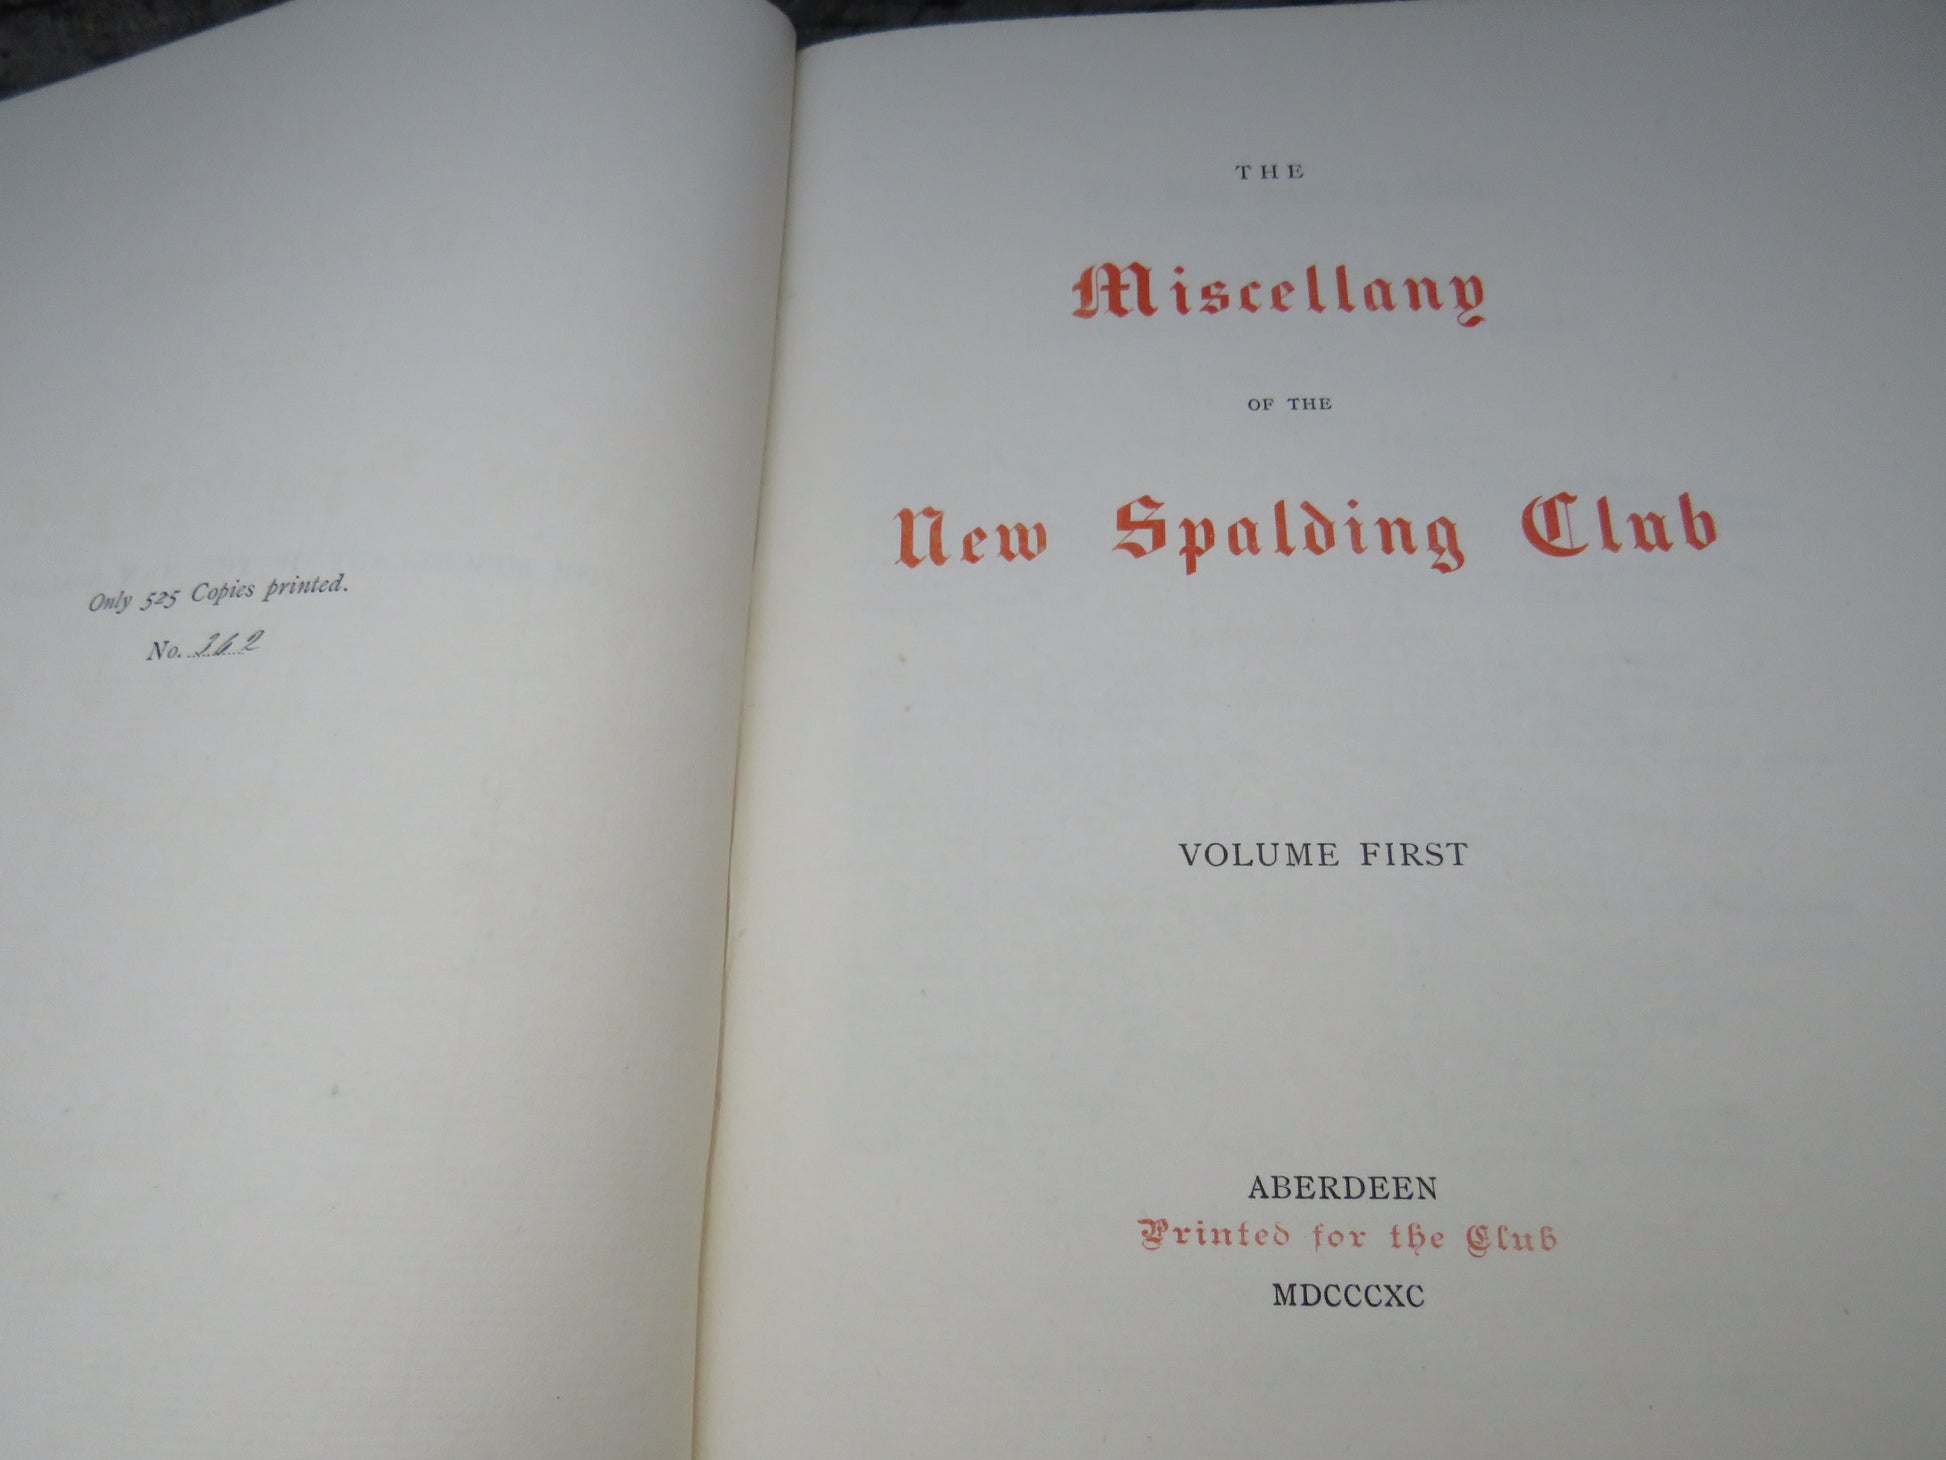 Only 525 Copies printed.
No. 362
THE
Miscellany
OF THE
New Spalding Club
VOLUME FIRST
ABERDEEN
Printed for the Club
MDCCCXC